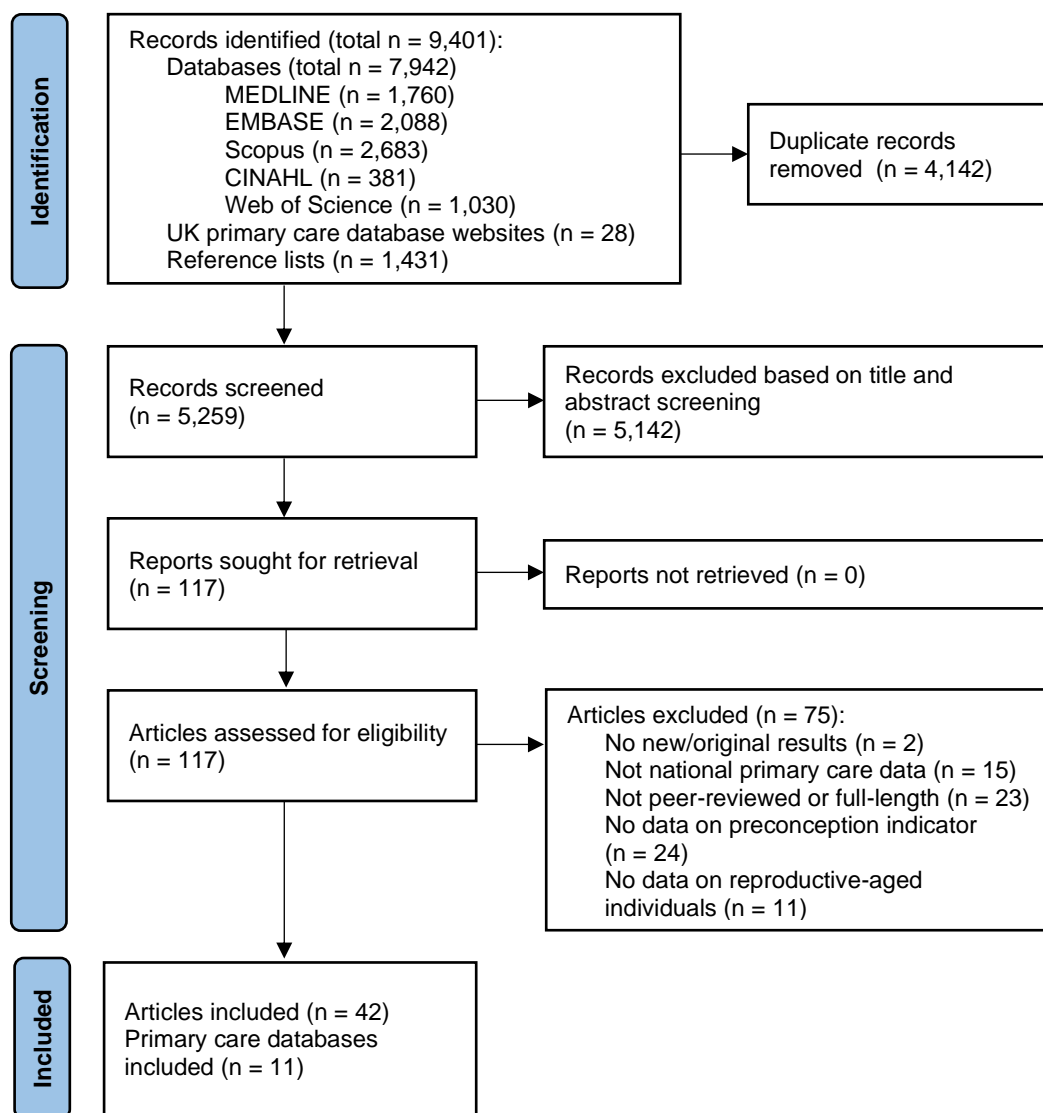 Identification
Records identified (total n = 9,401):
Databases (total n = 7,942)
MEDLINE (n = 1,760)
EMBASE (n = 2,088)
Scopus (n = 2,683)
CINAHL (n = 381)
Web of Science (n = 1,030)
UK primary care database websites (n = 28)
Reference lists (n = 1,431)
Duplicate records
removed  (n = 4,142)
Screening
Records screened
(n = 5,259)
Records excluded based on title and
abstract screening
(n = 5,142)
Reports sought for retrieval
(n = 117)
Reports not retrieved (n = 0)
Articles assessed for eligibility
(n = 117)
Articles excluded (n = 75):
No new/original results (n = 2)
Not national primary care data (n = 15)
Not peer-reviewed or full-length (n = 23)
No data on preconception indicator
(n = 24)
No data on reproductive-aged
individuals (n = 11)
Included
Articles included (n = 42)
Primary care databases
included (n = 11)